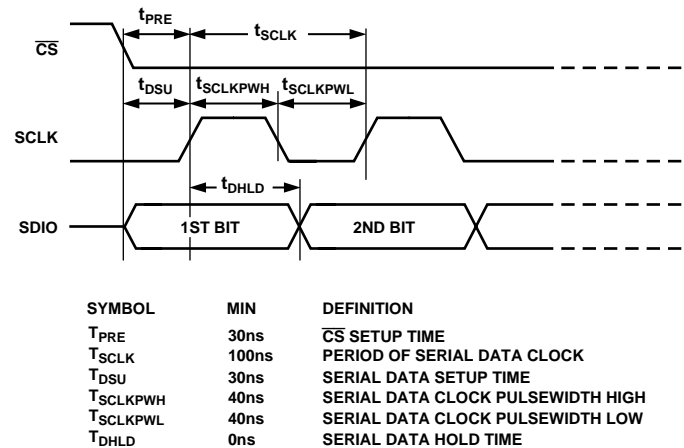 tPRE
tSCLK
CS
tDSU tSCLKPWH tSCLKPWL
SCLK
tDHLD
SDIO 1ST BIT 2ND BIT
SYMBOL MIN DEFINITION
TPRE 30ns CS SETUP TIME
TSCLK 100ns PERIOD OF SERIAL DATA CLOCK
TDSU 30ns SERIAL DATA SETUP TIME
TSCLKPWH 40ns SERIAL DATA CLOCK PULSEWIDTH HIGH
TSCLKPWL 40ns SERIAL DATA CLOCK PULSEWIDTH LOW
TDHLD 0ns SERIAL DATA HOLD TIME